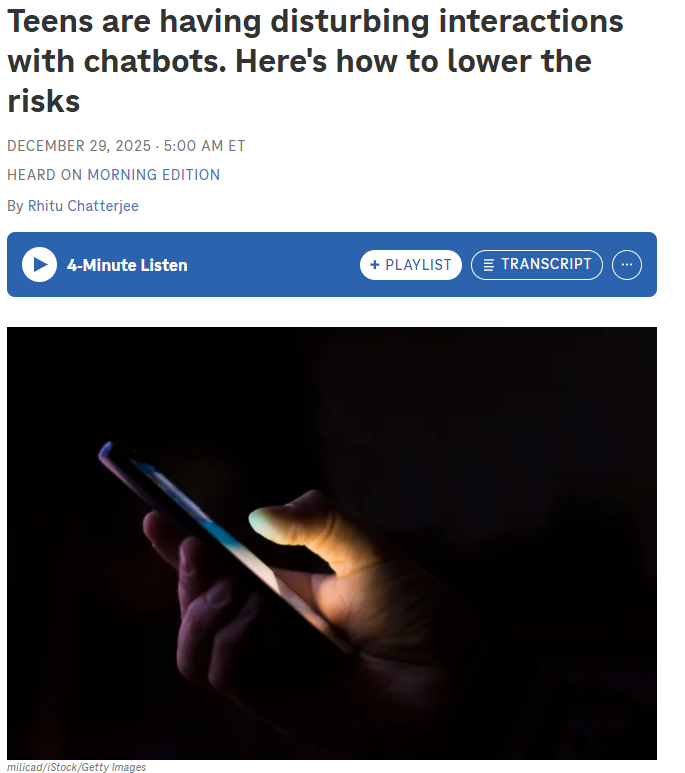 Teens are having disturbing interactions
with chatbots. Here's how to lower the
risks
DECEMBER 29, 2025 · 5:00 AM ET
HEARD ON MORNING EDITION
By Rhitu Chatterjee
4-Minute Listen
+ PLAYLIST
TRANSCRIPT
milicad/iStock/Getty Images